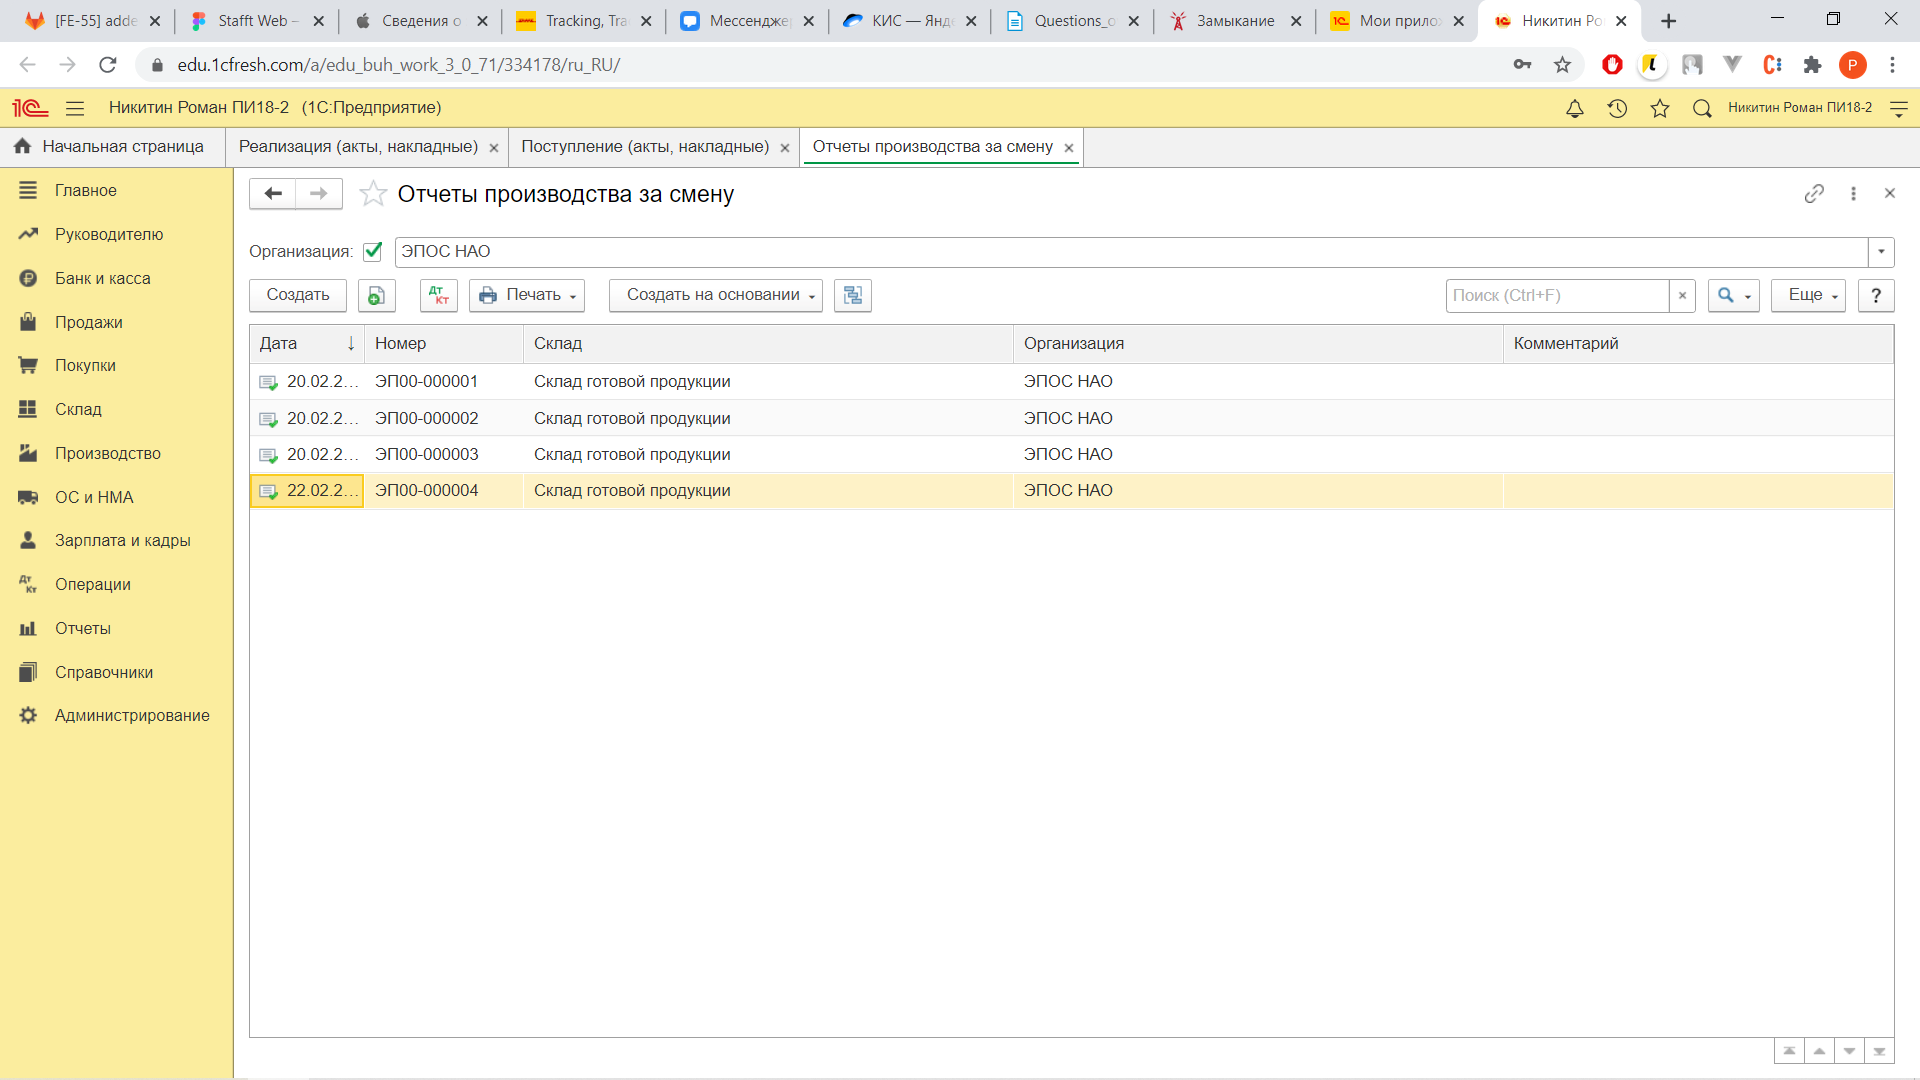 [FE-55] adde
Stafft Web –
Сведения о
Tracking, Tra
Мессендже
КИС — Янд
Questions_o
Замыкание
Мои прило
Никитин Ро
edu.1cfresh.com/a/edu_buh_work_3_0_71/334178/ru_RU/
P
Никитин Роман ПИ18-2 (1С:Предприятие)
Никитин Роман ПИ18-2
Начальная страница
Реализация (акты, накладные)
Поступление (акты, накладные)
Отчеты производства за смену
Главное
Руководителю
Банк и касса
Продажи
Покупки
Склад
Производство
ОС и НМА
Зарплата и кадры
Операции
Отчеты
Справочники
Администрирование
Отчеты производства за смену
Организация: ЭПОС НАО
Создать
Дт Кт
Печать
Создать на основании
Поиск (Ctrl+F)
Еще
?
Дата ↓ Номер Склад Организация Комментарий
20.02.2... ЭП00-000001 Склад готовой продукции ЭПОС НАО
20.02.2... ЭП00-000002 Склад готовой продукции ЭПОС НАО
20.02.2... ЭП00-000003 Склад готовой продукции ЭПОС НАО
22.02.2... ЭП00-000004 Склад готовой продукции ЭПОС НАО